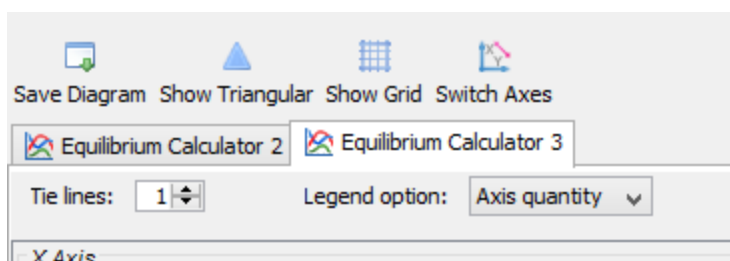 Save Diagram Show Triangular Show Grid Switch Axes
Equilibrium Calculator 2 Equilibrium Calculator 3
Tie lines: 1 Legend option: Axis quantity
X Axis